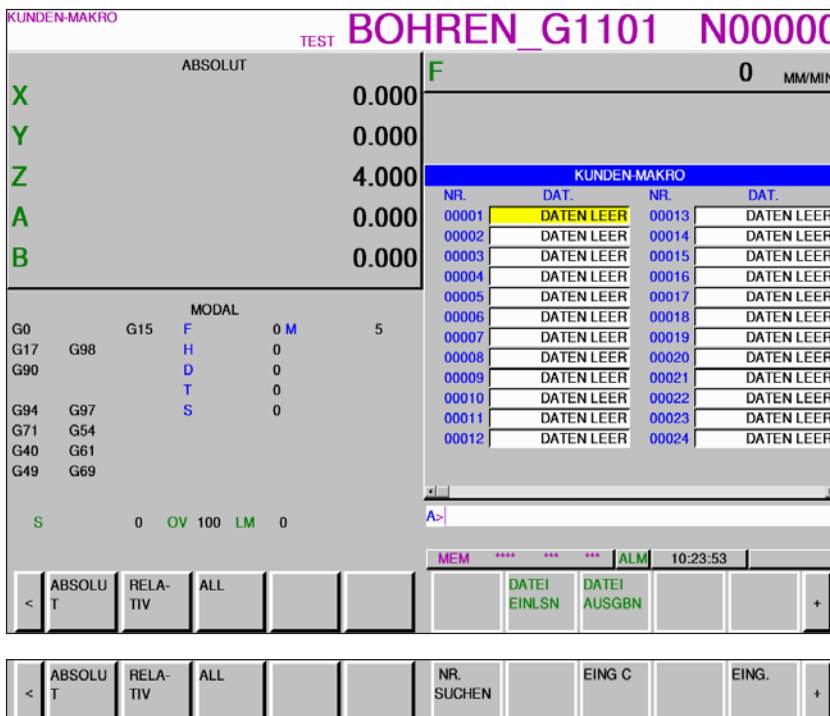 KUNDEN-MAKRO
TEST BOHREN_G1101 N00000
ABSOLUT
X 0.000
Y 0.000
Z 4.000
A 0.000
B 0.000
MODAL
G0 G15 F 0 M 5
G17 G98 H 0
G90 D 0
T 0
G94 G97 S 0
G71 G54
G40 G61
G49 G69
S 0 OV 100 LM 0
F 0 MM/MIN
KUNDEN-MAKRO
NR. DAT. NR. DAT.
00001 DATEN LEER 00013 DATEN LEER
00002 DATEN LEER 00014 DATEN LEER
00003 DATEN LEER 00015 DATEN LEER
00004 DATEN LEER 00016 DATEN LEER
00005 DATEN LEER 00017 DATEN LEER
00006 DATEN LEER 00018 DATEN LEER
00007 DATEN LEER 00019 DATEN LEER
00008 DATEN LEER 00020 DATEN LEER
00009 DATEN LEER 00021 DATEN LEER
00010 DATEN LEER 00022 DATEN LEER
00011 DATEN LEER 00023 DATEN LEER
00012 DATEN LEER 00024 DATEN LEER
A>
MEM **** *** *** ALM 10:23:53
< ABSOLU RELA- ALL DATEI DATEI +
T TIV EINLSN AUSGBN
< ABSOLU RELA- ALL NR. EING C EING. +
T TIV SUCHEN